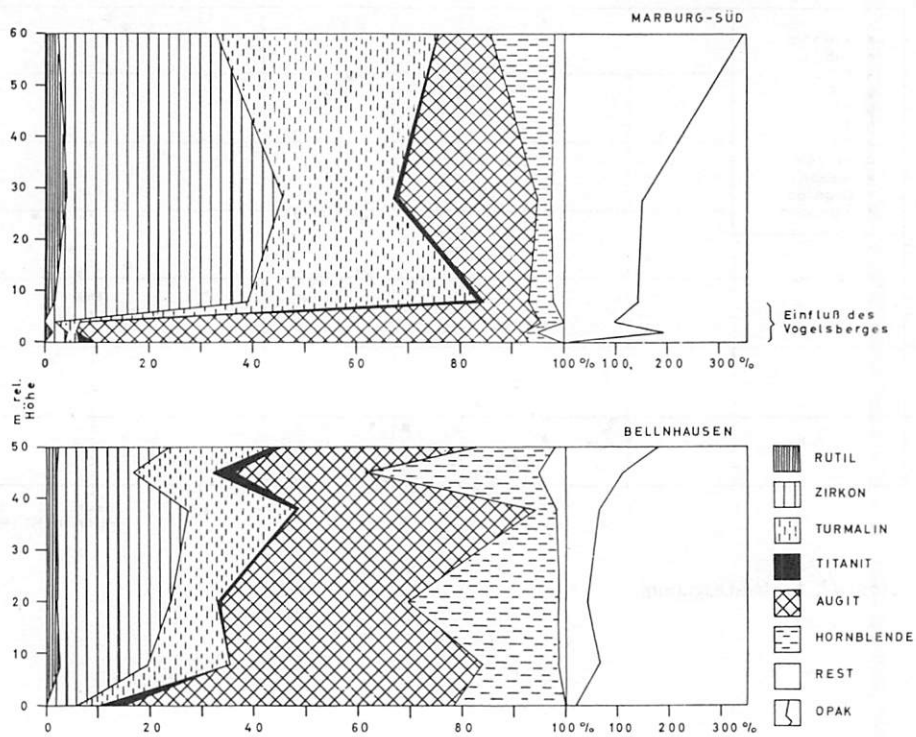 MARBURG-SÜD
60
50
40
30
20
10
0
0 20 40 60 80 100 % 100, 200 300 %
Einfluß des
Vogelsberges
m rel.
Höhe
BELLNHAUSEN
50
40
30
20
10
0
0 20 40 60 80 100 % 100 200 300 %
RUTIL
ZIRKON
TURMALIN
TITANIT
AUGIT
HORNBLENDE
REST
OPAK